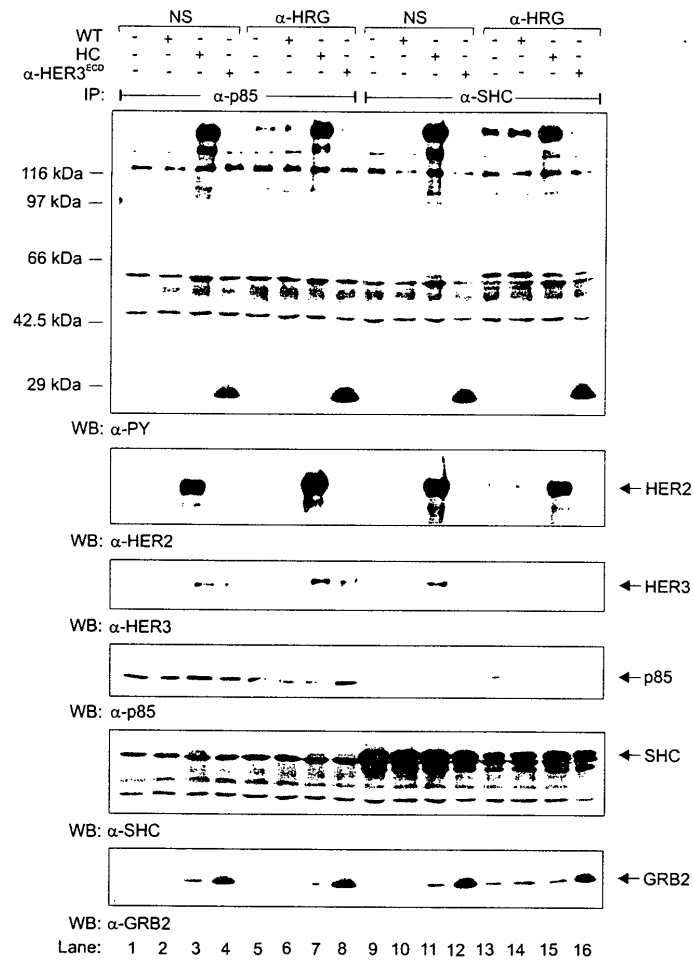 NS α-HRG NS α-HRG
WT - + - - - + - - - + - - - + - -
HC - - + - - - + - - - + - - - + -
α-HER3ECD - - - + - - - + - - - + - - - +
IP: α-p85 α-SHC
116 kDa
97 kDa
66 kDa
42.5 kDa
29 kDa
WB: α-PY
HER2
WB: α-HER2
HER3
WB: α-HER3
p85
WB: α-p85
SHC
WB: α-SHC
GRB2
WB: α-GRB2
Lane: 1 2 3 4 5 6 7 8 9 10 11 12 13 14 15 16